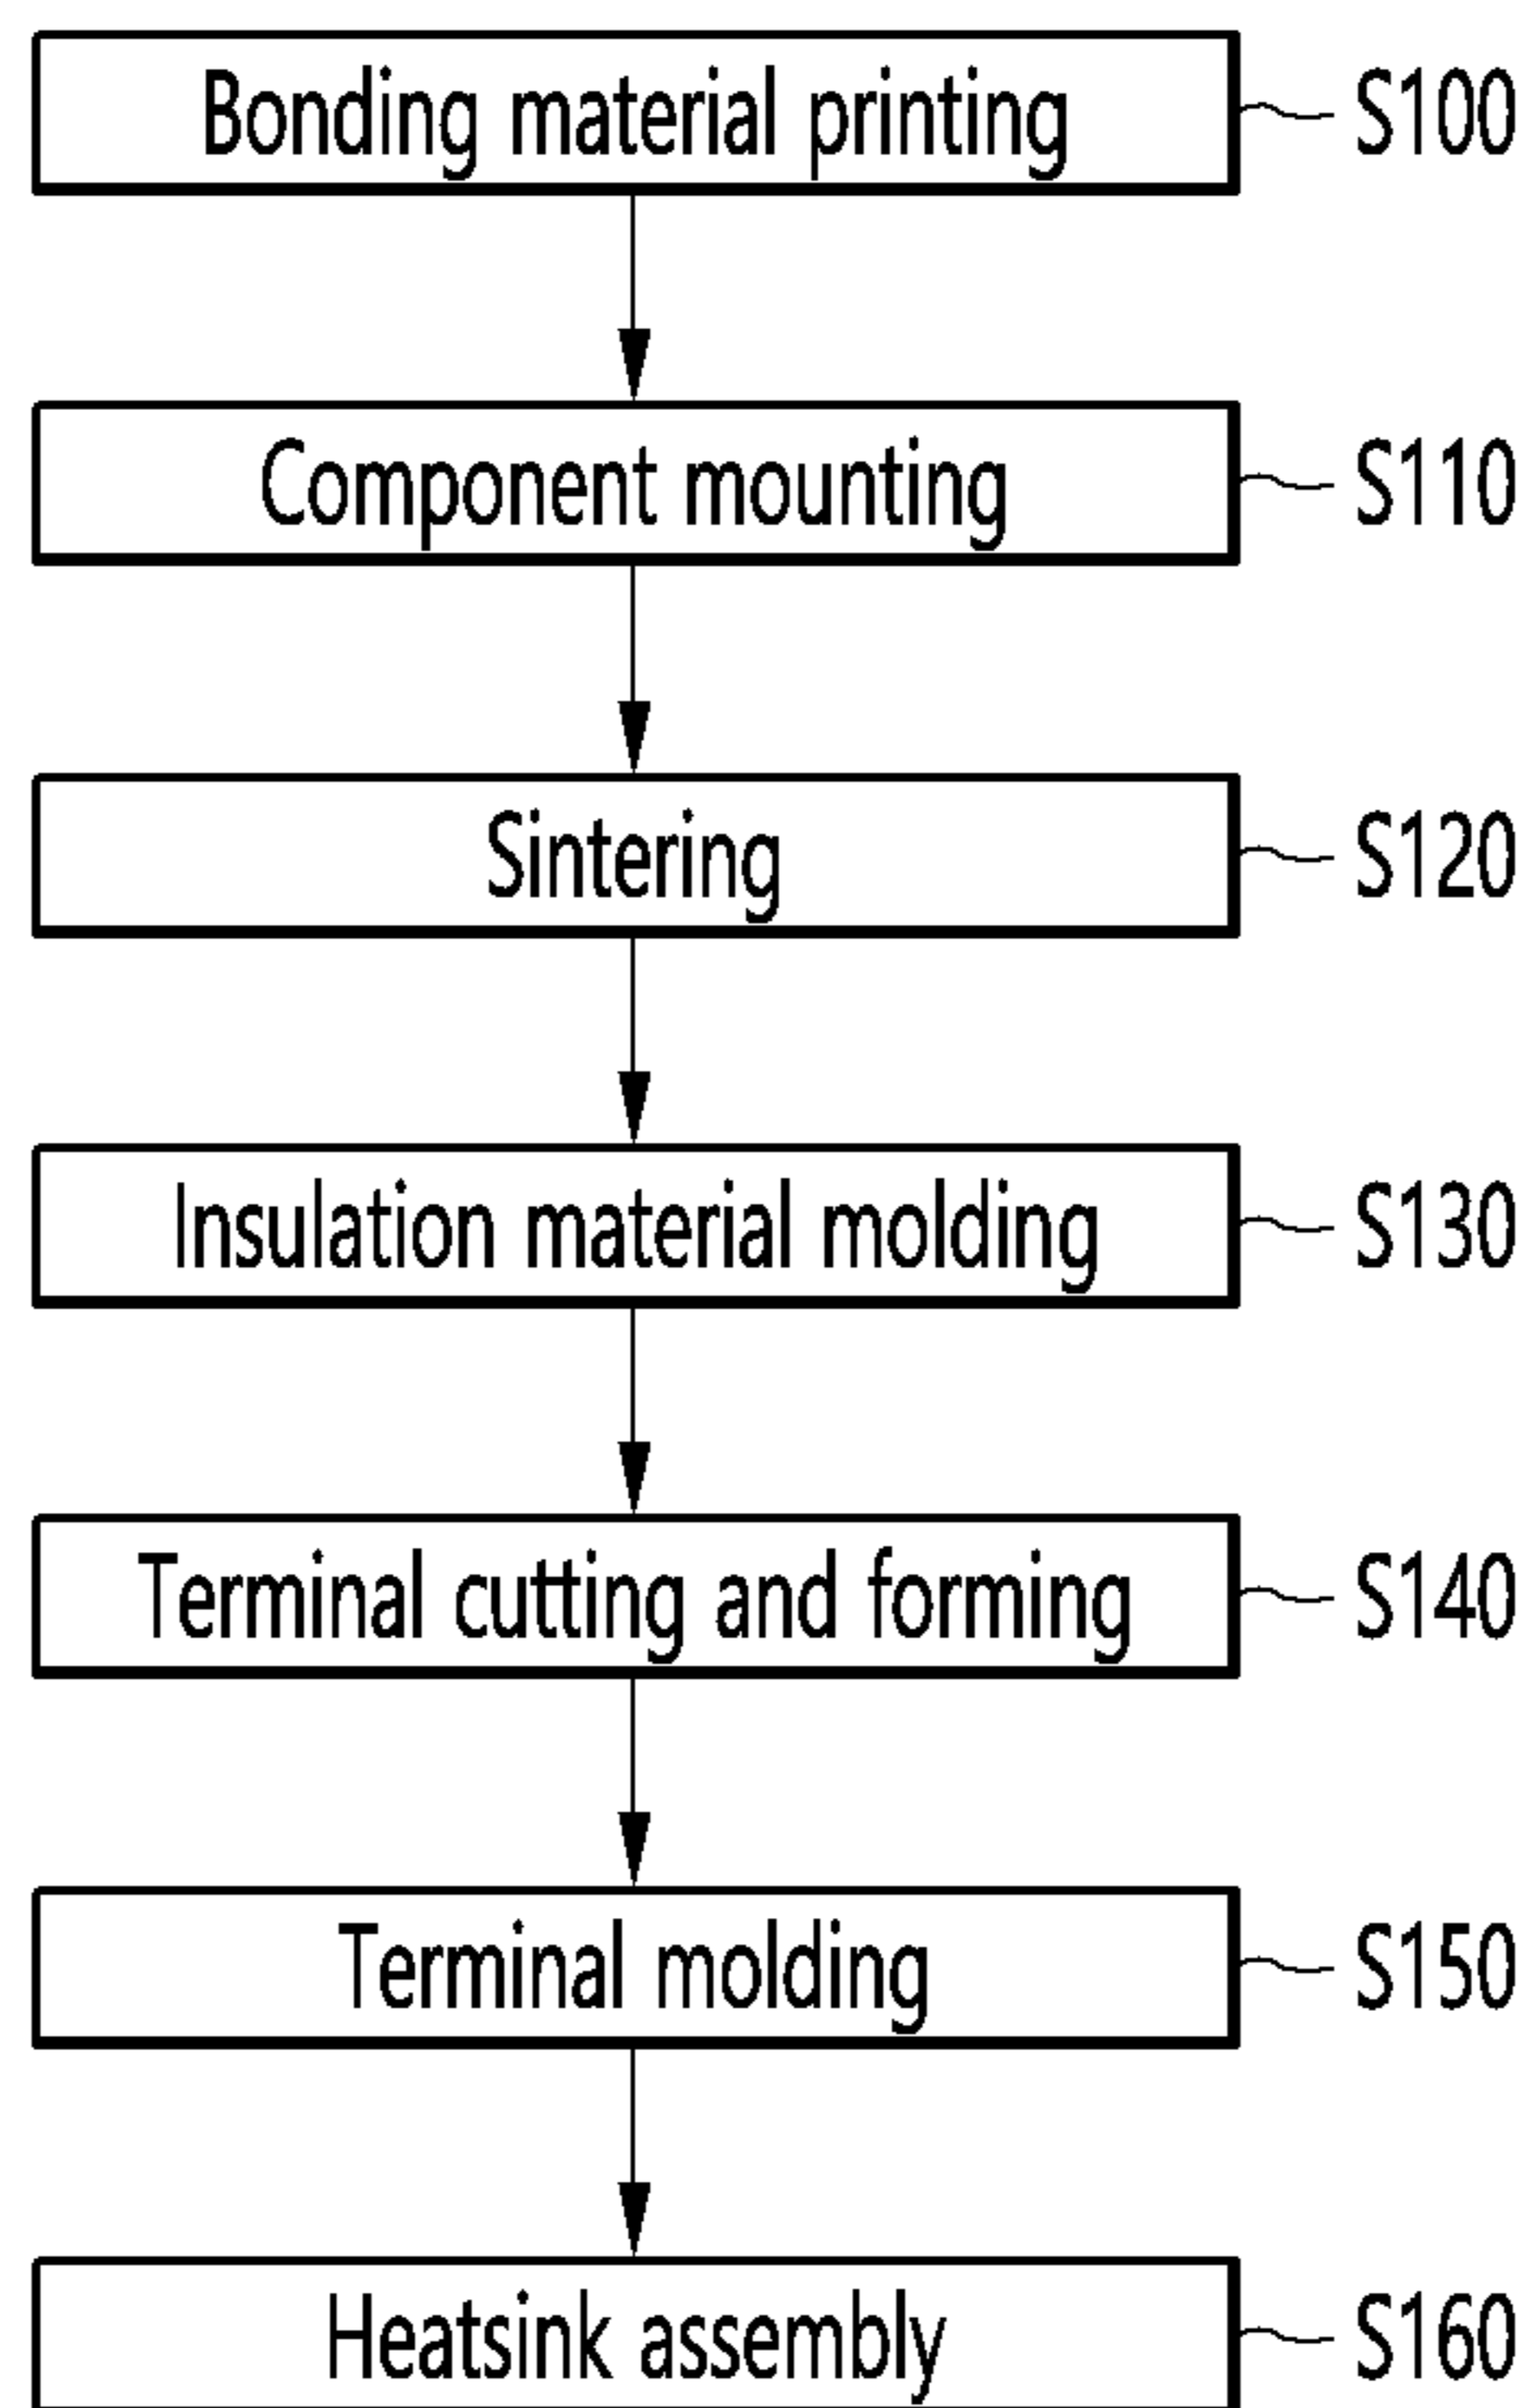 Bonding material printing S100
Component mounting S110
Sintering S120
Insulation material molding S130
Terminal cutting and forming S140
Terminal molding S150
Heatsink assembly S160